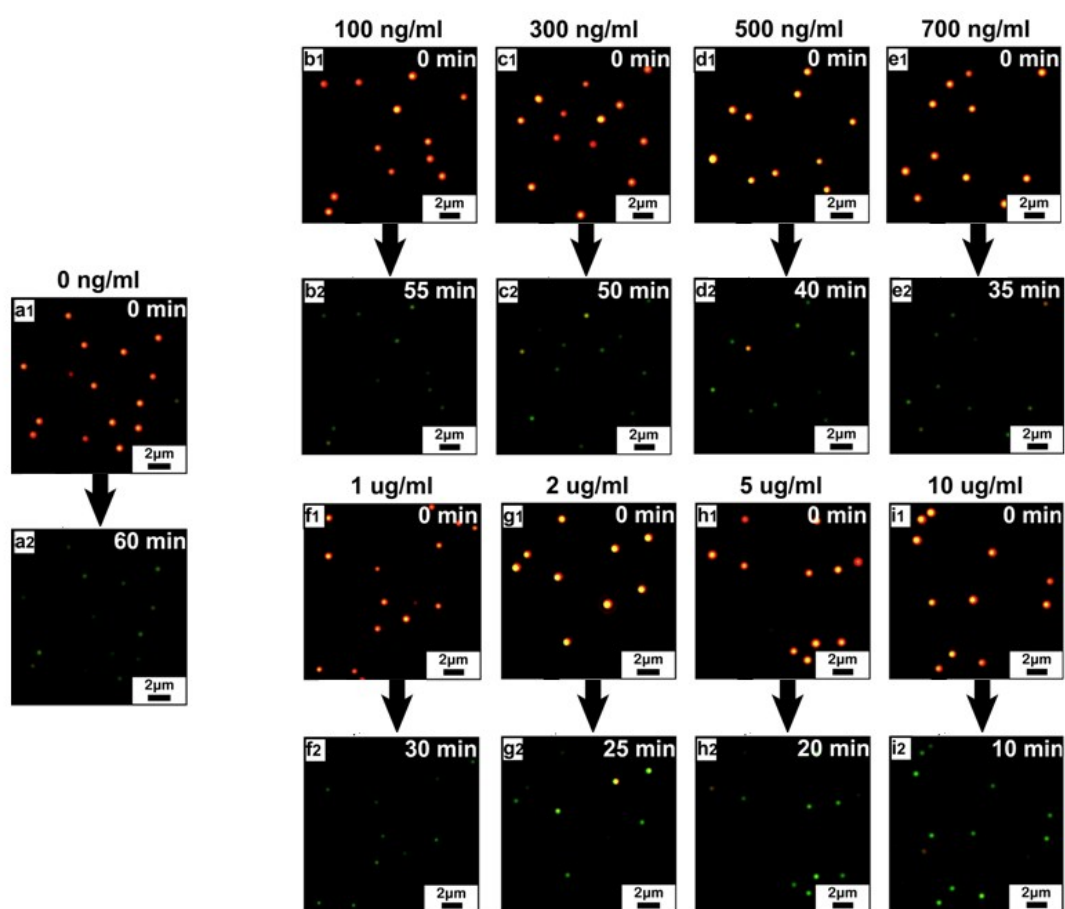 100 ng/ml 300 ng/ml 500 ng/ml 700 ng/ml
b1 0 min c1 0 min d1 0 min e1 0 min
2µm 2µm 2µm 2µm
0 ng/ml
b2 55 min c2 50 min d2 40 min e2 35 min
a1 0 min
2µm 2µm 2µm 2µm
2µm
1 ug/ml 2 ug/ml 5 ug/ml 10 ug/ml
f1 0 min g1 0 min h1 0 min i1 0 min
a2 60 min
2µm 2µm 2µm 2µm
2µm
f2 30 min g2 25 min h2 20 min i2 10 min
2µm 2µm 2µm 2µm